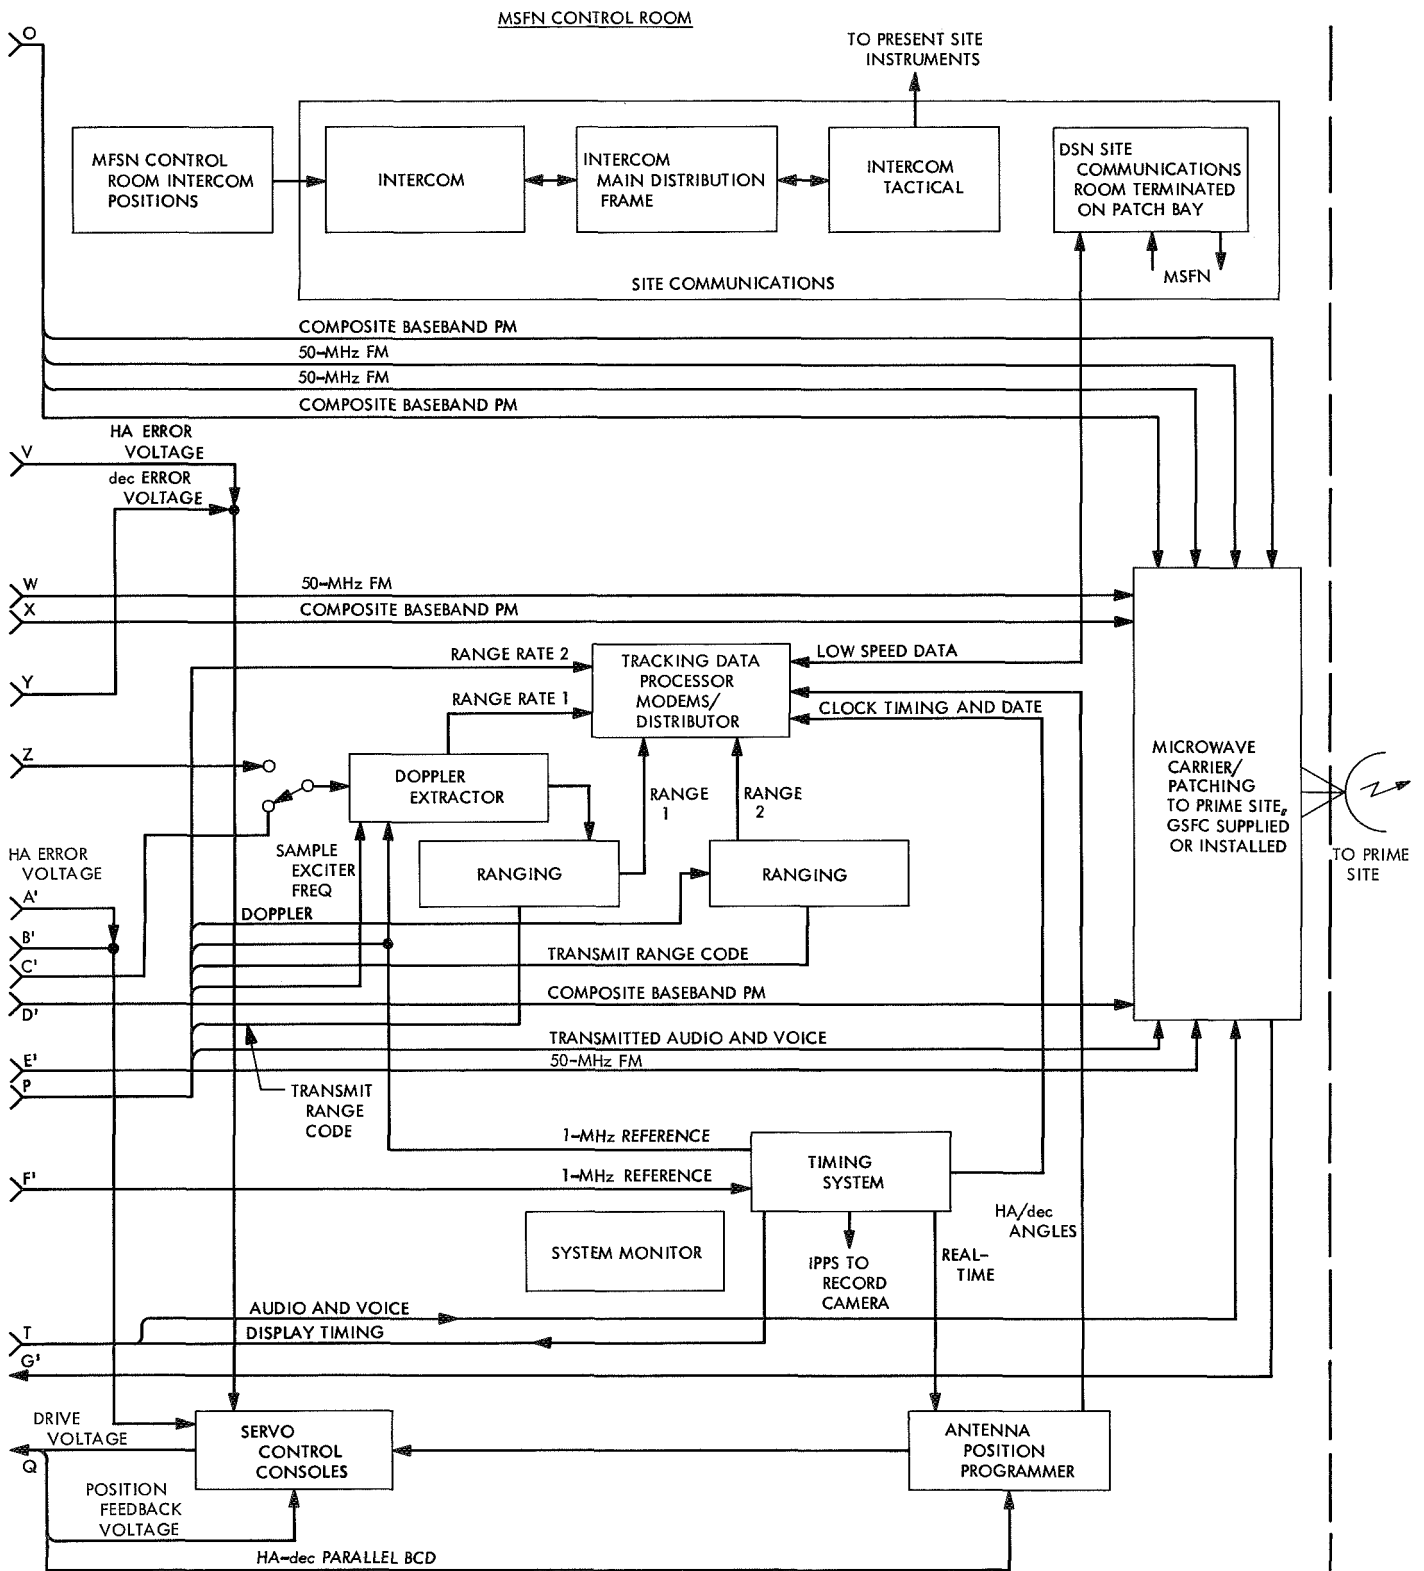 MSFN CONTROL ROOM
O
TO PRESENT SITE
INSTRUMENTS
MFSN CONTROL
ROOM INTERCOM
POSITIONS
INTERCOM
INTERCOM
MAIN DISTRIBUTION
FRAME
INTERCOM
TACTICAL
DSN SITE
COMMUNICATIONS
ROOM TERMINATED
ON PATCH BAY
MSFN
SITE COMMUNICATIONS
COMPOSITE BASEBAND PM
50-MHz FM
50-MHz FM
COMPOSITE BASEBAND PM
V
HA ERROR
VOLTAGE
dec ERROR
VOLTAGE
W
50-MHz FM
X
COMPOSITE BASEBAND PM
Y
RANGE RATE 2
RANGE RATE 1
TRACKING DATA
PROCESSOR
MODEMS/
DISTRIBUTOR
LOW SPEED DATA
CLOCK TIMING AND DATE
Z
DOPPLER
EXTRACTOR
RANGE
1
RANGE
2
MICROWAVE
CARRIER/
PATCHING
TO PRIME SITE,
GSFC SUPPLIED
OR INSTALLED
TO PRIME
SITE
SAMPLE
EXCITER
FREQ
RANGING
RANGING
HA ERROR
VOLTAGE
A'
DOPPLER
B'
TRANSMIT RANGE CODE
C'
COMPOSITE BASEBAND PM
D'
TRANSMITTED AUDIO AND VOICE
E'
50-MHz FM
P
TRANSMIT
RANGE
CODE
1-MHz REFERENCE
F'
1-MHz REFERENCE
TIMING
SYSTEM
HA/dec
ANGLES
SYSTEM MONITOR
IPPS TO
RECORD
CAMERA
REAL-
TIME
AUDIO AND VOICE
T
DISPLAY TIMING
G'
DRIVE
VOLTAGE
Q
SERVO
CONTROL
CONSOLES
ANTENNA
POSITION
PROGRAMMER
POSITION
FEEDBACK
VOLTAGE
HA-dec PARALLEL BCD